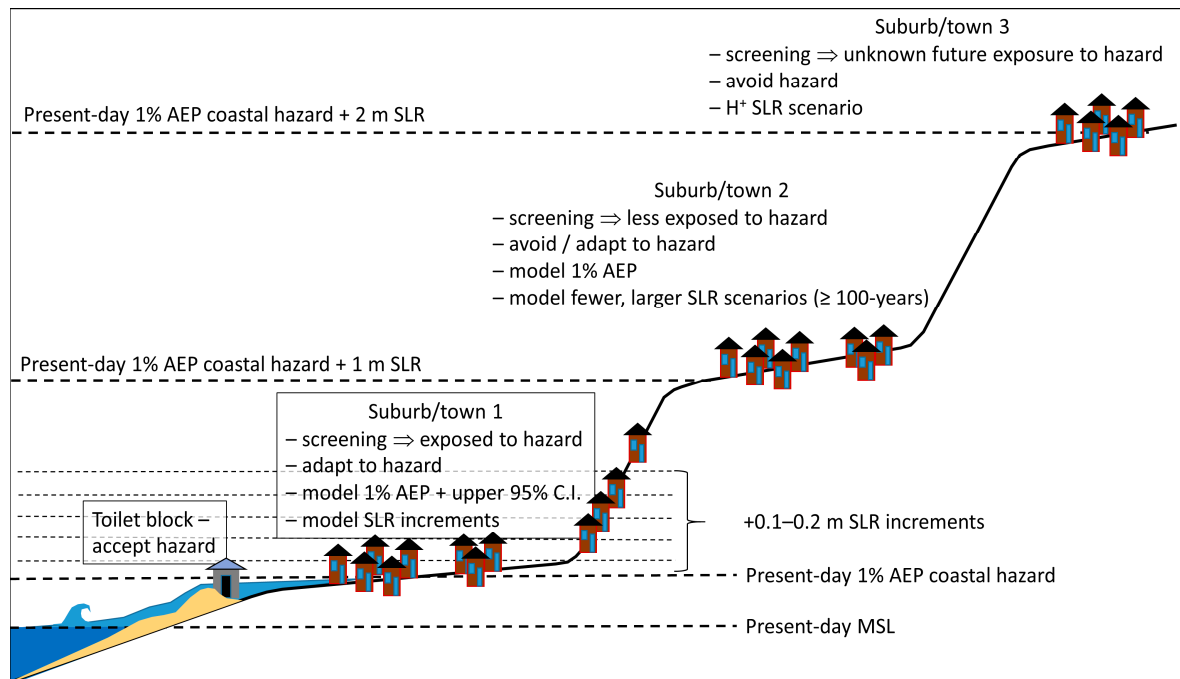 Suburb/town 3
– screening ⇒ unknown future exposure to hazard
– avoid hazard
– H⁺ SLR scenario
Present-day 1% AEP coastal hazard + 2 m SLR
Suburb/town 2
– screening ⇒ less exposed to hazard
– avoid / adapt to hazard
– model 1% AEP
– model fewer, larger SLR scenarios (≥ 100-years)
Present-day 1% AEP coastal hazard + 1 m SLR
Suburb/town 1
– screening ⇒ exposed to hazard
– adapt to hazard
– model 1% AEP + upper 95% C.I.
– model SLR increments
Toilet block –
accept hazard
+0.1–0.2 m SLR increments
Present-day 1% AEP coastal hazard
Present-day MSL